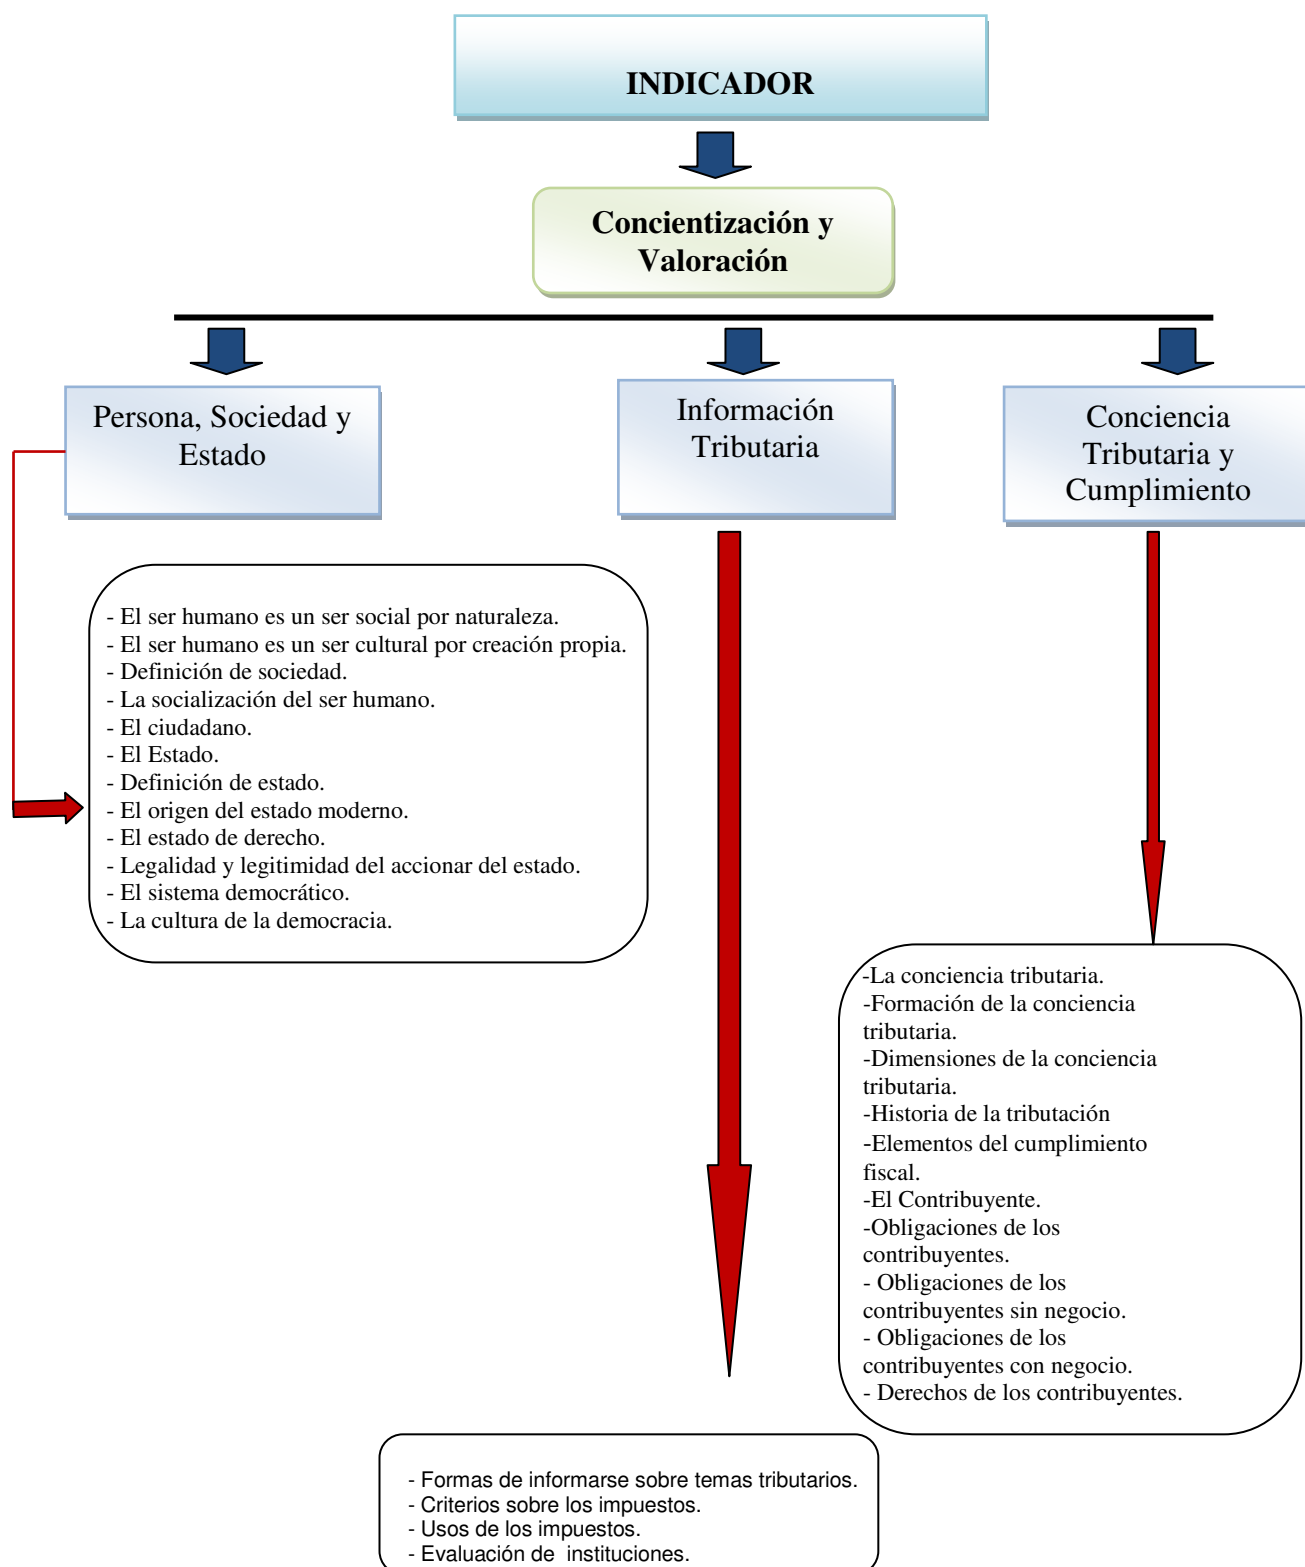 INDICADOR
Concientización y
Valoración
Persona, Sociedad y
Estado
Información
Tributaria
Conciencia
Tributaria y
Cumplimiento
- El ser humano es un ser social por naturaleza.
- El ser humano es un ser cultural por creación propia.
- Definición de sociedad.
- La socialización del ser humano.
- El ciudadano.
- El Estado.
- Definición de estado.
- El origen del estado moderno.
- El estado de derecho.
- Legalidad y legitimidad del accionar del estado.
- El sistema democrático.
- La cultura de la democracia.
-La conciencia tributaria.
-Formación de la conciencia
tributaria.
-Dimensiones de la conciencia
tributaria.
-Historia de la tributación
-Elementos del cumplimiento
fiscal.
-El Contribuyente.
-Obligaciones de los
contribuyentes.
- Obligaciones de los
contribuyentes sin negocio.
- Obligaciones de los
contribuyentes con negocio.
- Derechos de los contribuyentes.
- Formas de informarse sobre temas tributarios.
- Criterios sobre los impuestos.
- Usos de los impuestos.
- Evaluación de  instituciones.